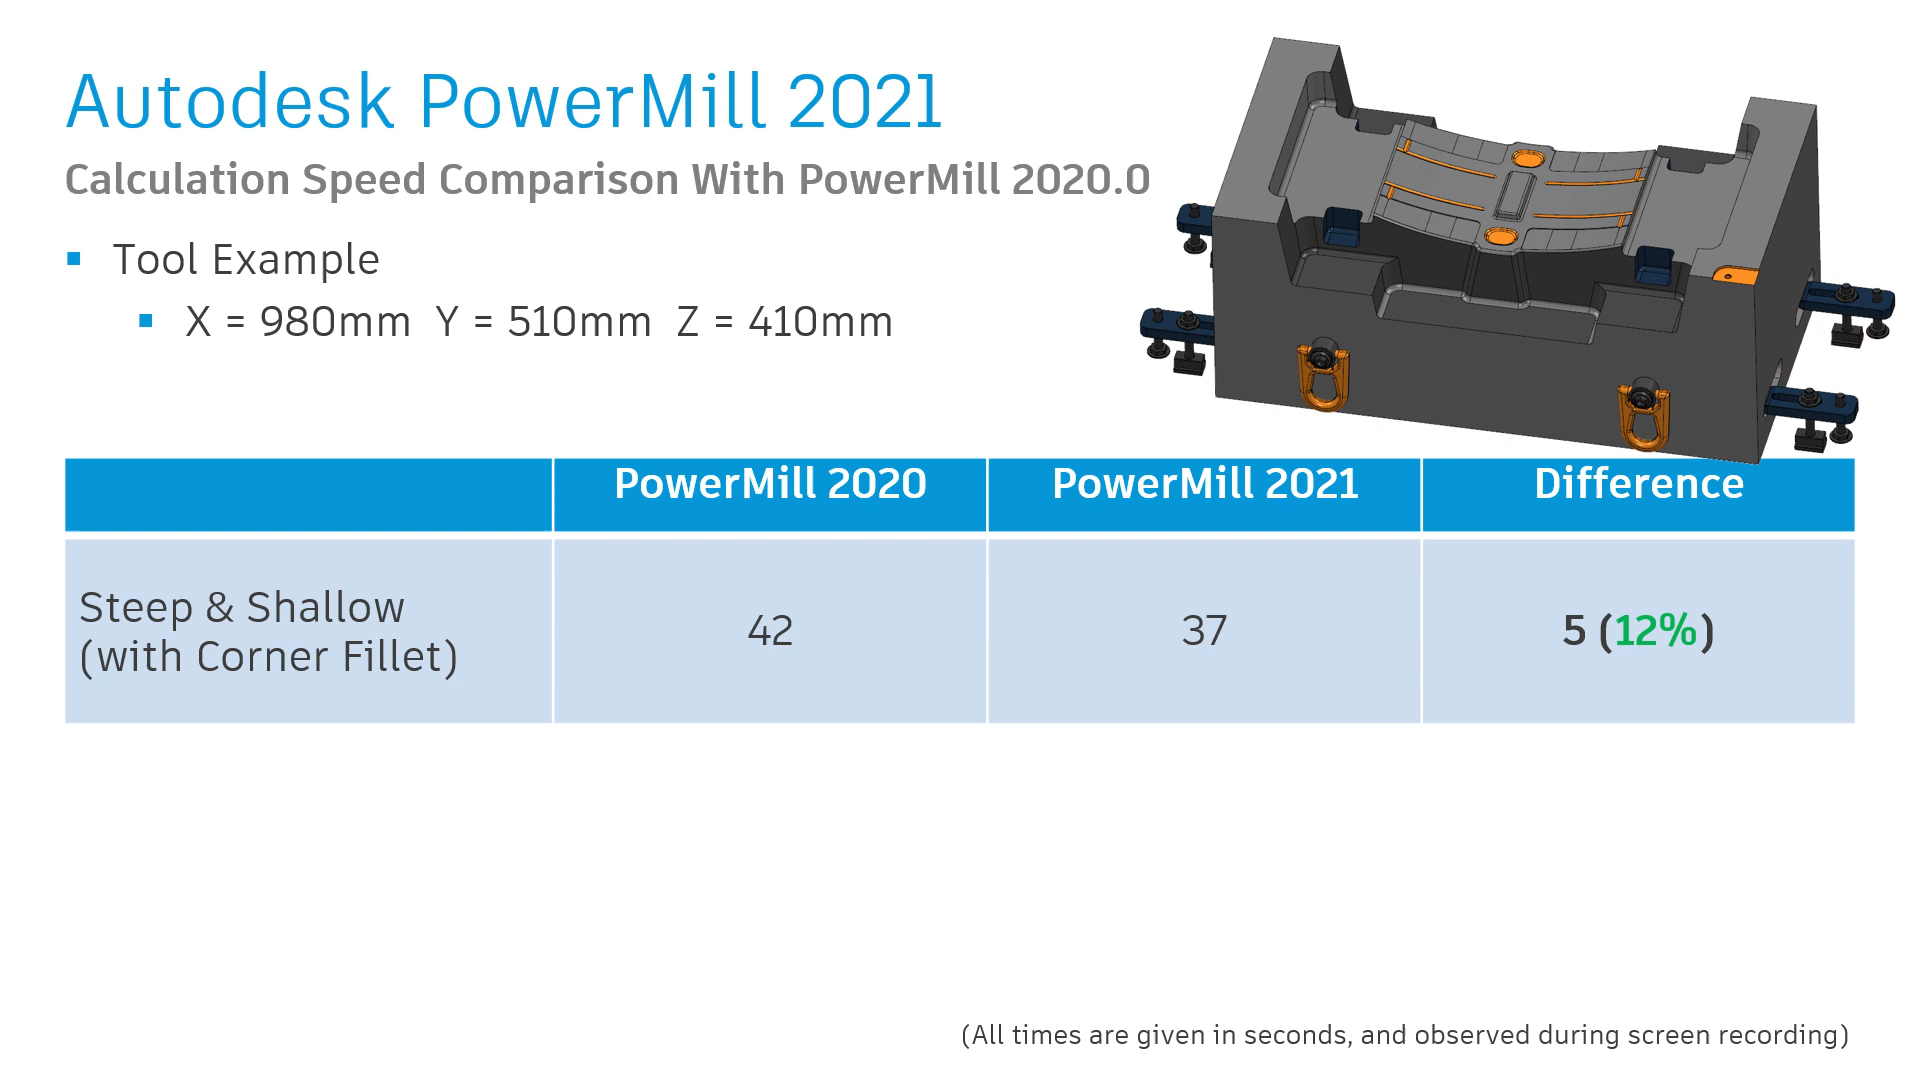 Autodesk PowerMill 2021
Calculation Speed Comparison With PowerMill 2020.0
Tool Example
X = 980mm  Y = 510mm  Z = 410mm
PowerMill 2020 PowerMill 2021 Difference
Steep & Shallow
(with Corner Fillet) 42 37 5 (12%)
(All times are given in seconds, and observed during screen recording)